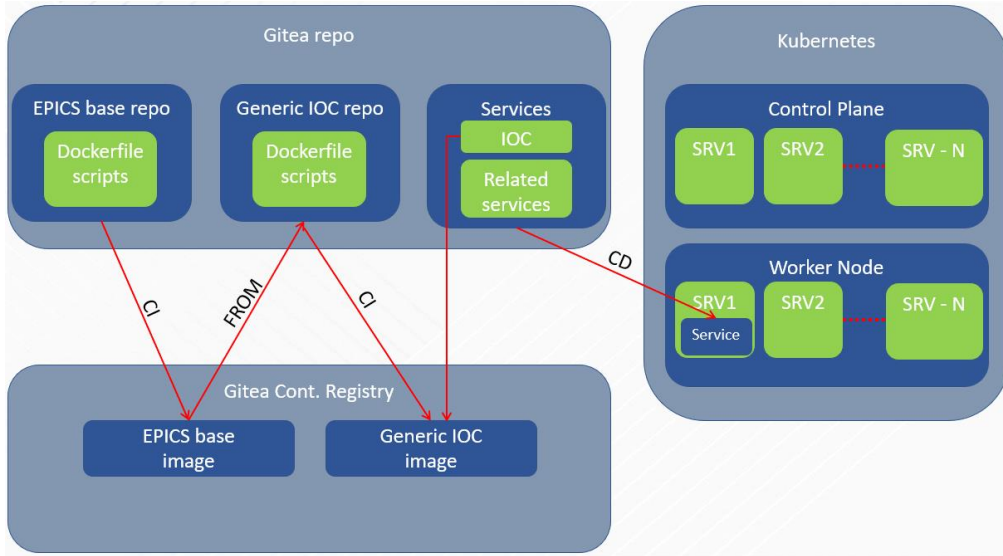 Gitea repo
EPICS base repo
Dockerfile
scripts
Generic IOC repo
Dockerfile
scripts
Services
IOC
Related
services
CI
FROM
CI
CD
Gitea Cont. Registry
EPICS base
image
Generic IOC
image
Kubernetes
Control Plane
SRV1
SRV2
SRV - N
Worker Node
SRV1
Service
SRV2
SRV - N